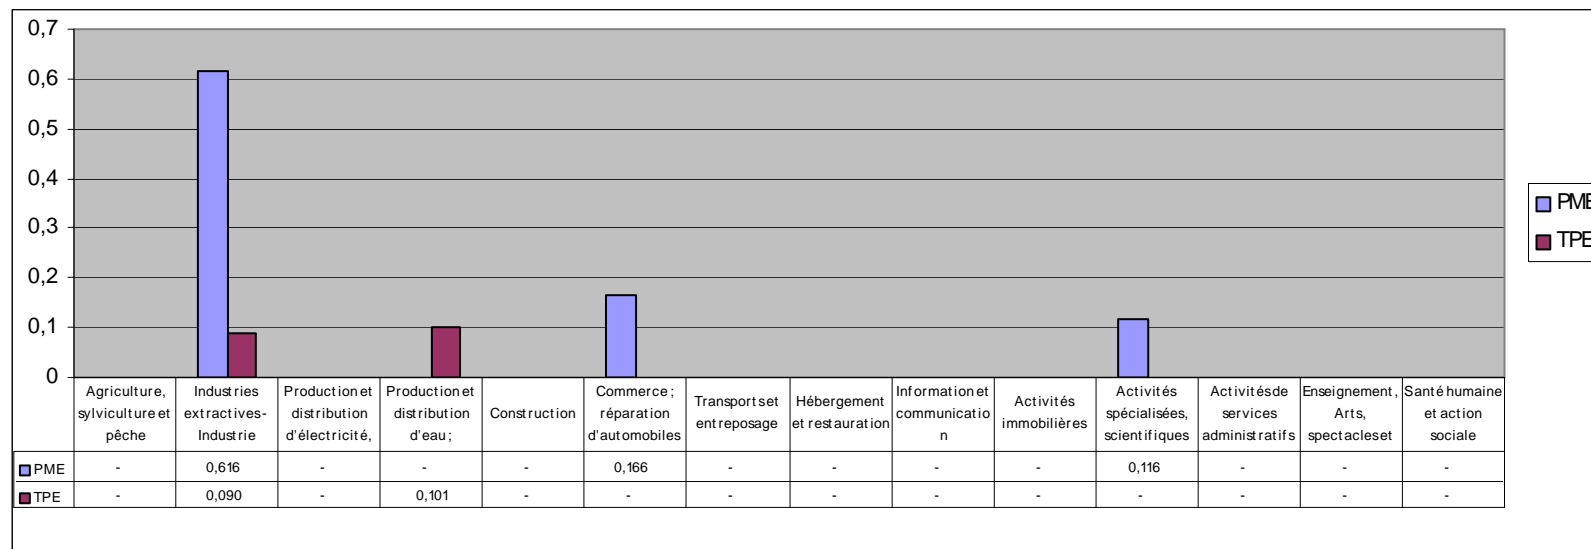 0,7
0,6
0,5
0,4
0,3
0,2
0,1
0
PME
TPE
Agriculture, sylviculture et pêche
Industries extractives- Industrie
Production et distribution d'électricité,
Production et distribution d'eau ;
Construction
Commerce ; réparation d'automobiles
Transports et entreposage
Hébergement et restauration
Information et communicatio n
Activités immobilières
Activités spécialisées, scientifiques
Activités de services administratifs
Enseignement, Arts, spectacles et
Santé humaine et action sociale
PME - 0,616 - - - 0,166 - - - - 0,116 - - -
TPE - 0,090 - 0,101 - - - - - - - - - -